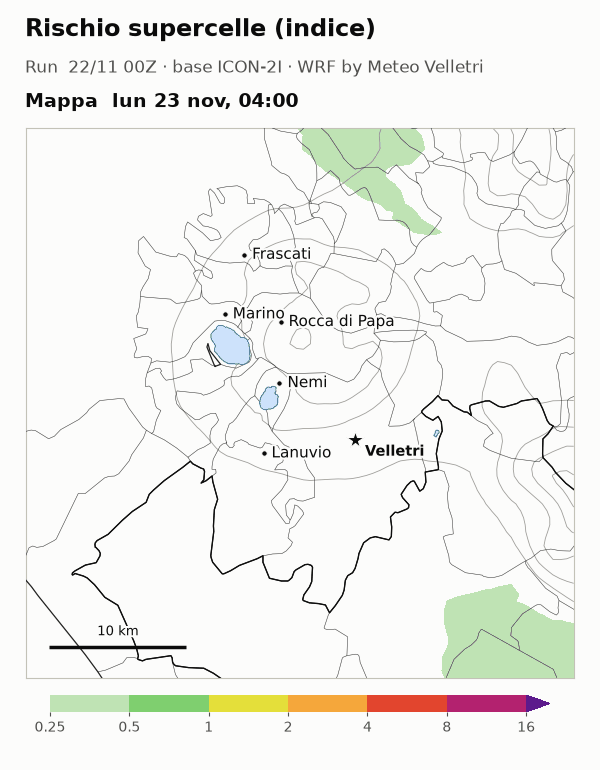 Rischio supercelle (indice)
Run  22/11 00Z · base ICON-2I · WRF by Meteo Velletri
Mappa  lun 23 nov, 04:00
Frascati
Marino
Rocca di Papa
Nemi
Velletri
Lanuvio
10 km
0.25 0.5 1 2 4 8 16